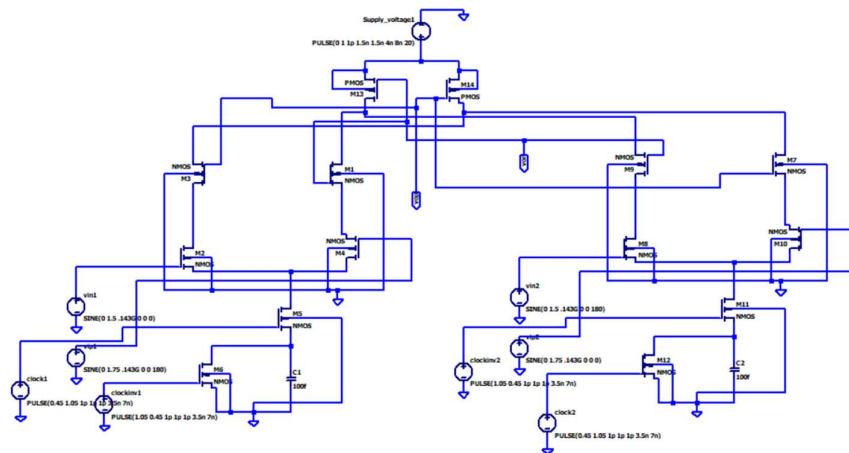 Supply_voltage1
PULSE(0 1 1p 1.5n 1.5n 4n 8n 20)
PMOS
M13
M14
PMOS
NMOS
M3
M1
NMOS
NMOS
M9
M7
NMOS
M2
NMOS
NMOS
M4
M8
NMOS
NMOS
M10
vin1
SINE(0 1.5 .143G 0 0 0)
vin2
SINE(0 1.5 .143G 0 0 180)
M5
NMOS
M11
NMOS
SINE(0 1.75 .143G 0 0 180)
SINE(0 1.75 .143G 0 0 0)
M6
NMOS
C1
100f
M12
NMOS
C2
100f
clock1
PULSE(0.45 1.05 1p 1p 1p 3.5n 7n)
clockinv1
PULSE(1.05 0.45 1p 1p 1p 3.5n 7n)
clockinv2
PULSE(1.05 0.45 1p 1p 1p 3.5n 7n)
clock2
PULSE(0.45 1.05 1p 1p 1p 3.5n 7n)